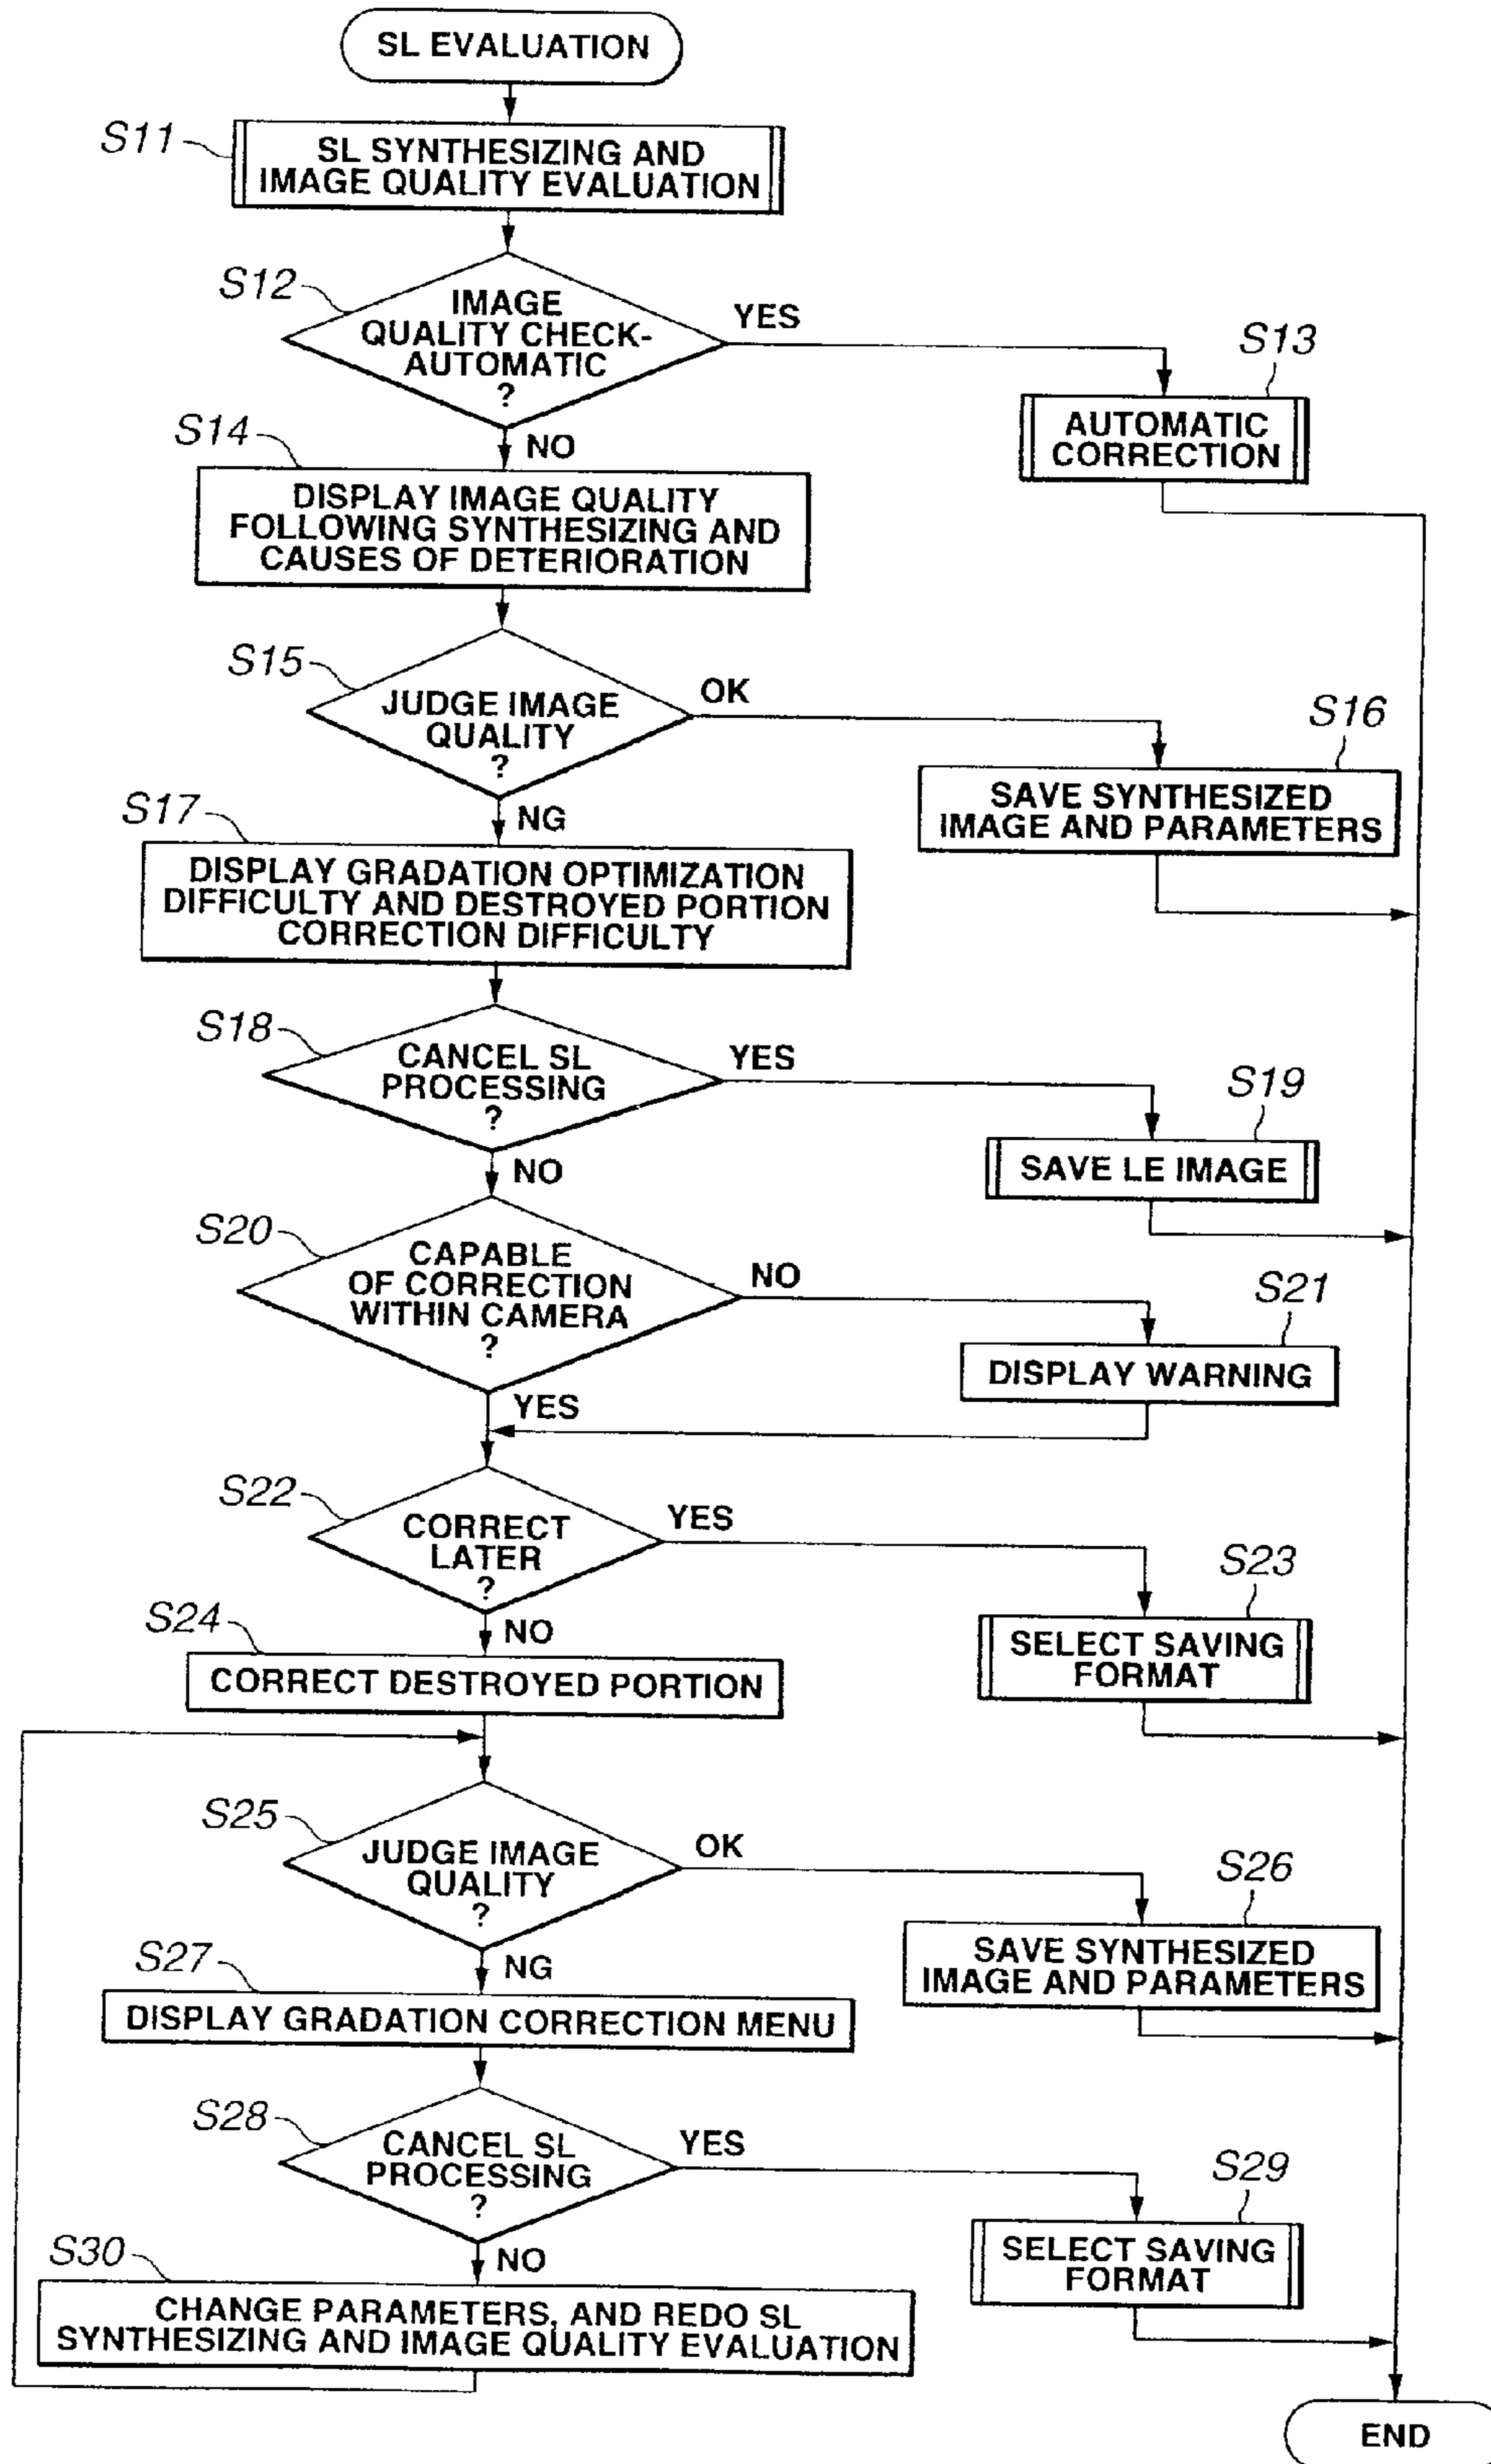 SL EVALUATION
S11
SL SYNTHESIZING AND
IMAGE QUALITY EVALUATION
S12
IMAGE
QUALITY CHECK-
AUTOMATIC
?
YES
S13
AUTOMATIC
CORRECTION
NO
S14
DISPLAY IMAGE QUALITY
FOLLOWING SYNTHESIZING AND
CAUSES OF DETERIORATION
S15
JUDGE IMAGE
QUALITY
?
OK
S16
SAVE SYNTHESIZED
IMAGE AND PARAMETERS
NG
S17
DISPLAY GRADATION OPTIMIZATION
DIFFICULTY AND DESTROYED PORTION
CORRECTION DIFFICULTY
S18
CANCEL SL
PROCESSING
?
YES
S19
SAVE LE IMAGE
NO
S20
CAPABLE
OF CORRECTION
WITHIN CAMERA
?
NO
S21
DISPLAY WARNING
YES
S22
CORRECT
LATER
?
YES
S23
SELECT SAVING
FORMAT
NO
S24
CORRECT DESTROYED PORTION
S25
JUDGE IMAGE
QUALITY
?
OK
S26
SAVE SYNTHESIZED
IMAGE AND PARAMETERS
NG
S27
DISPLAY GRADATION CORRECTION MENU
S28
CANCEL SL
PROCESSING
?
YES
S29
SELECT SAVING
FORMAT
NO
S30
CHANGE PARAMETERS, AND REDO SL
SYNTHESIZING AND IMAGE QUALITY EVALUATION
END